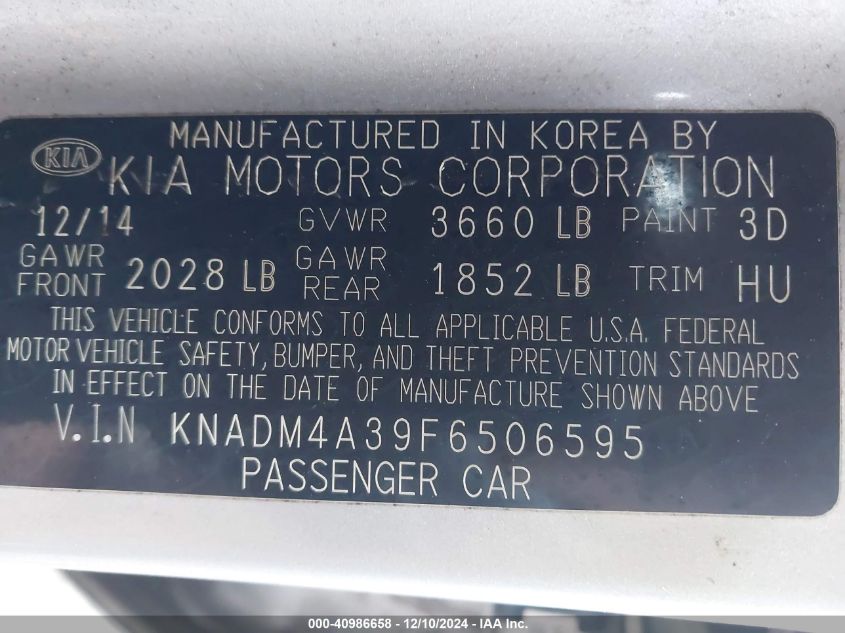 MANUFACTURED IN KOREA BY
KIA KIA MOTORS CORPORATION
12/14 GVWR 3660 LB PAINT 3D
GAWR FRONT 2028 LB GAWR REAR 1852 LB TRIM HU
THIS VEHICLE CONFORMS TO ALL APPLICABLE U.S.A. FEDERAL
MOTOR VEHICLE SAFETY, BUMPER, AND THEFT PREVENTION STANDARDS
IN EFFECT ON THE DATE OF MANUFACTURE SHOWN ABOVE
V.I.N KNADM4A39F6506595
PASSENGER CAR
000-40986658 - 12/10/2024 - IAA Inc.